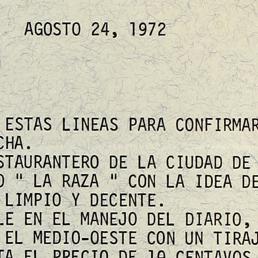 AGOSTO 24, 1972
ESTAS LINEAS PARA CONFIRMAR
CHA.
STAURANTERO DE LA CIUDAD DE
" LA RAZA " CON LA IDEA DE
LIMPIO Y DECENTE.
LE EN EL MANEJO DEL DIARIO,
EL MEDIO-OESTE CON UN TIRAJ
TA EL PRECIO DE 10 CENTAVOS